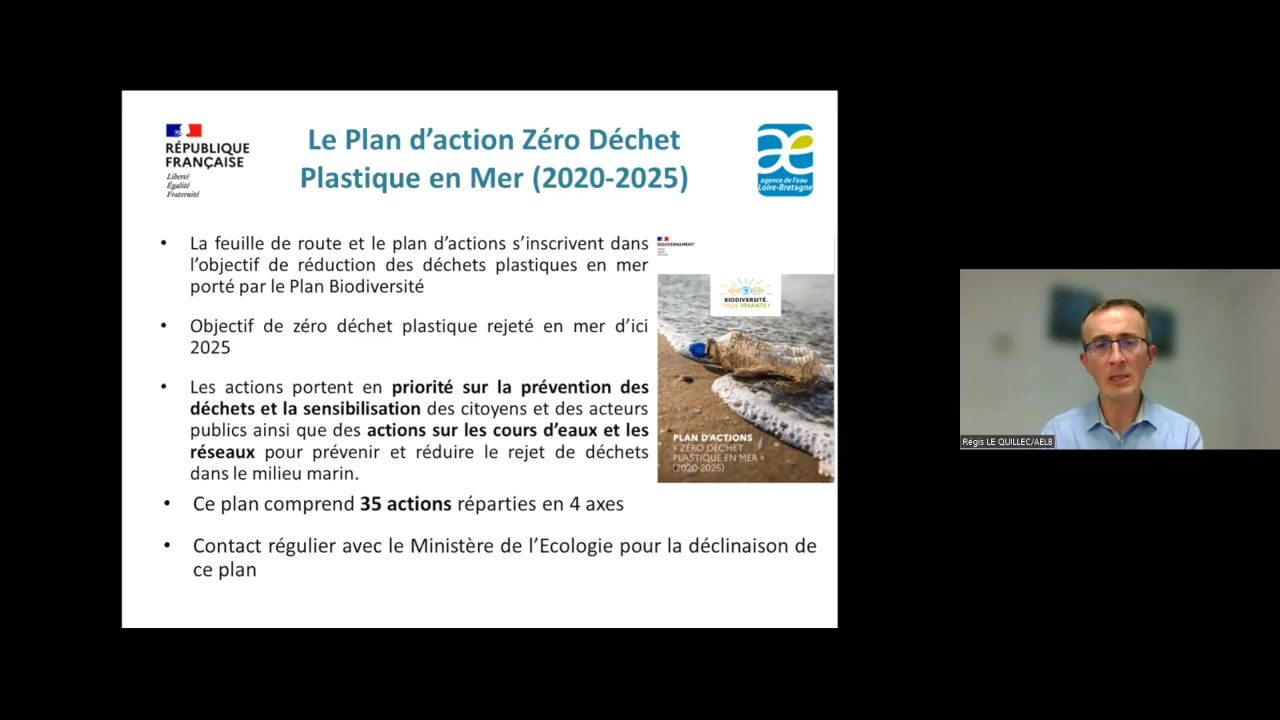 RÉPUBLIQUE
FRANÇAISE
Liberté
Égalité
Fraternité
Le Plan d’action Zéro Déchet
Plastique en Mer (2020-2025)
agence de l'eau
Loire-Bretagne
• La feuille de route et le plan d’actions s’inscrivent dans
l’objectif de réduction des déchets plastiques en mer
porté par le Plan Biodiversité
• Objectif de zéro déchet plastique rejeté en mer d’ici
2025
• Les actions portent en priorité sur la prévention des
déchets et la sensibilisation des citoyens et des acteurs
publics ainsi que des actions sur les cours d’eaux et les
réseaux pour prévenir et réduire le rejet de déchets
dans le milieu marin.
• Ce plan comprend 35 actions réparties en 4 axes
• Contact régulier avec le Ministère de l’Ecologie pour la déclinaison de
ce plan
GOUVERNEMENT
BIODIVERSITÉ.
TOUS VIVANTS !
PLAN D’ACTIONS
« ZÉRO DÉCHET
PLASTIQUE EN MER »
(2020-2025)
Régis LE QUILLEC/AELB